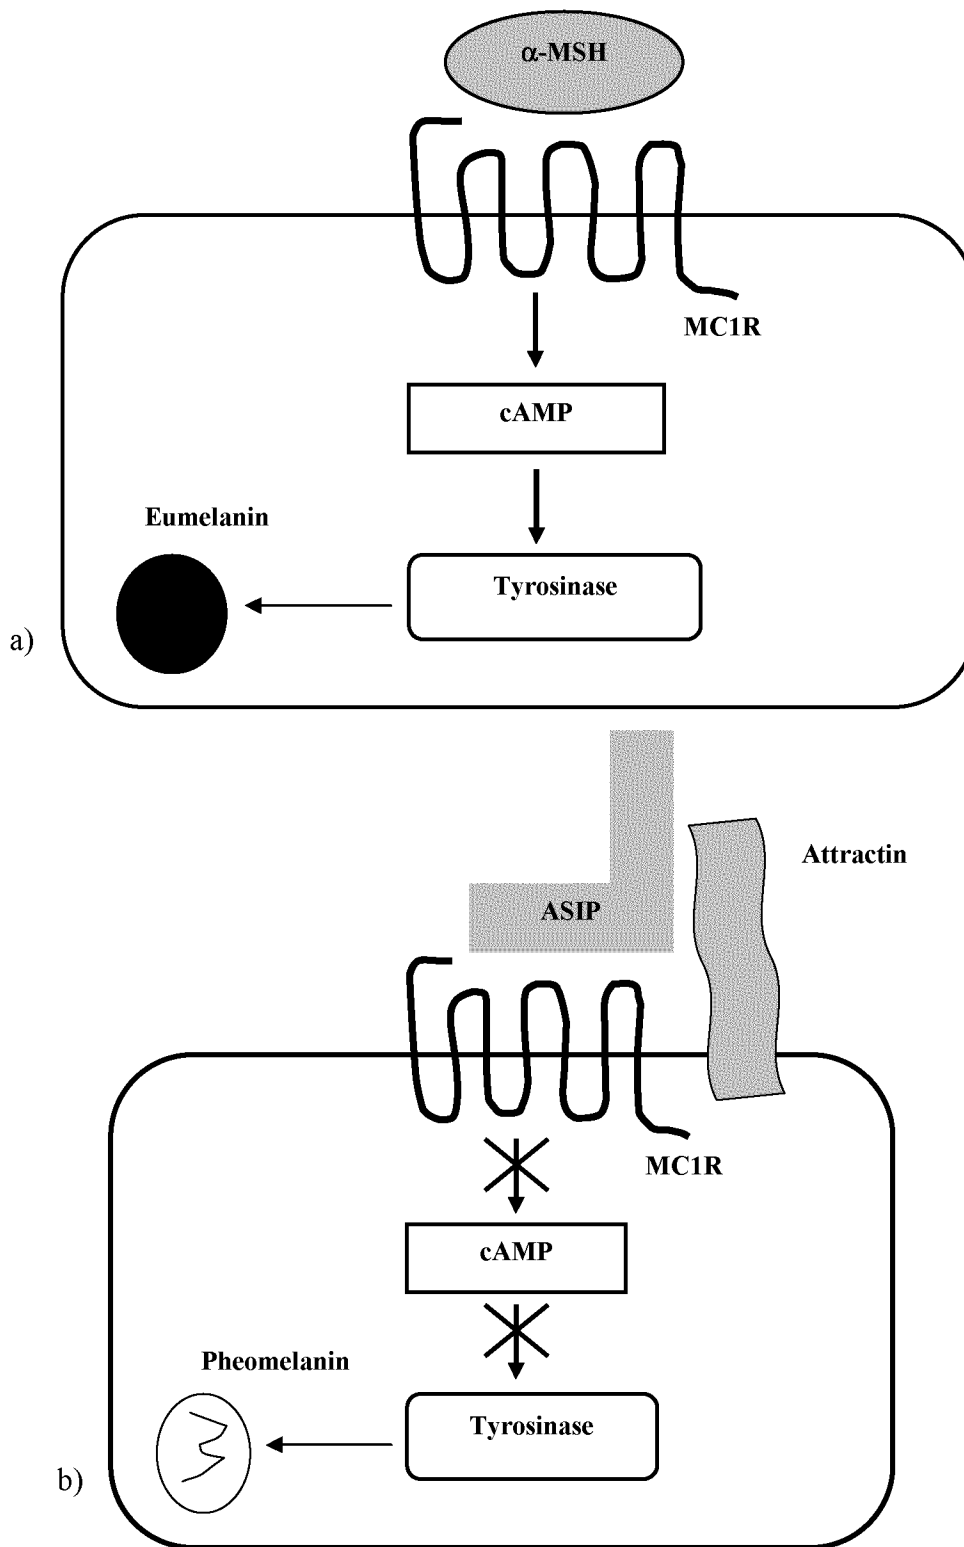 α-MSH
MC1R
cAMP
Eumelanin
Tyrosinase
a)
Attractin
ASIP
MC1R
cAMP
Pheomelanin
Tyrosinase
b)